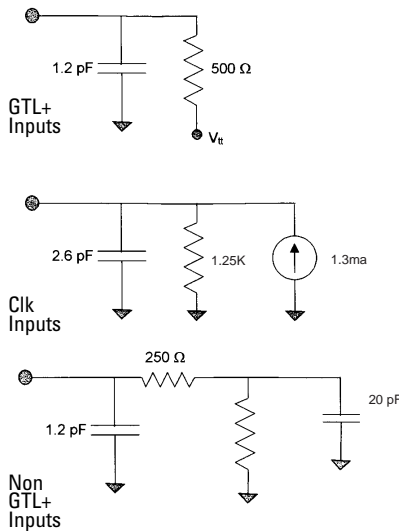 1.2 pF
500 Ω
GTL+
Inputs
Vtt
2.6 pF
1.25K
1.3ma
Clk
Inputs
250 Ω
1.2 pF
20 pF
Non
GTL+
Inputs